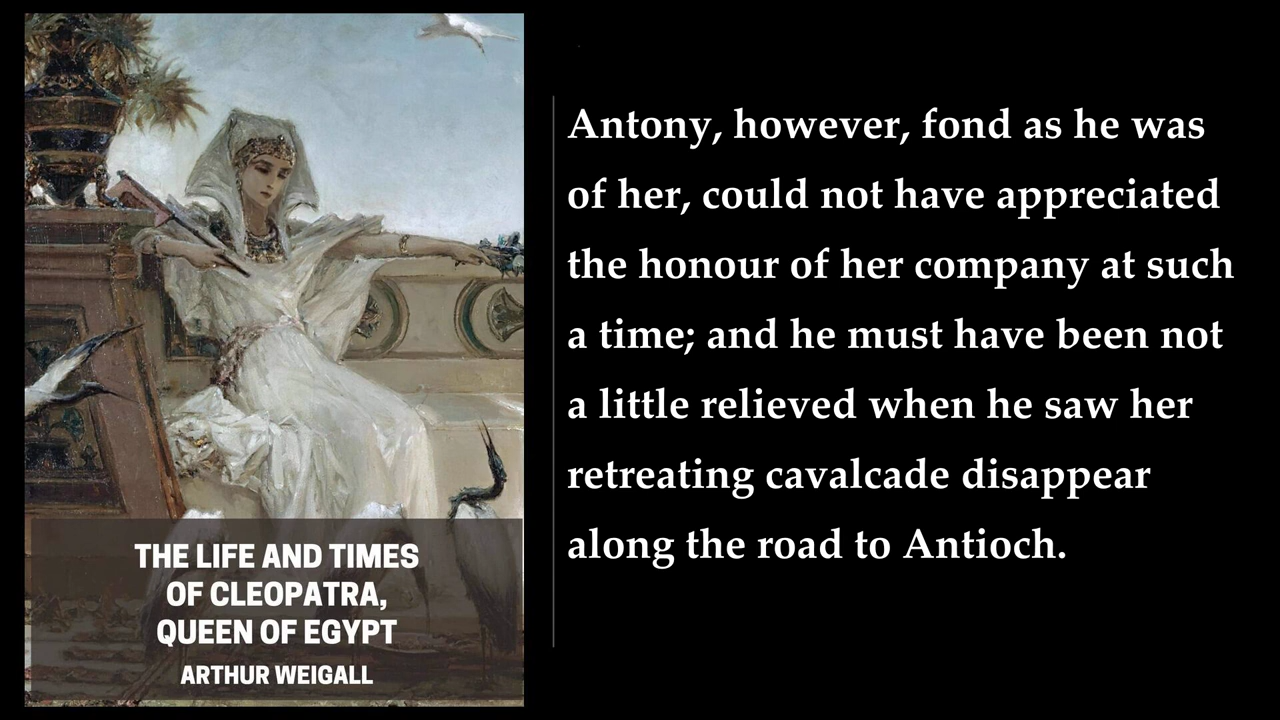 THE LIFE AND TIMES
OF CLEOPATRA,
QUEEN OF EGYPT
ARTHUR WEIGALL
Antony, however, fond as he was
of her, could not have appreciated
the honour of her company at such
a time; and he must have been not
a little relieved when he saw her
retreating cavalcade disappear
along the road to Antioch.